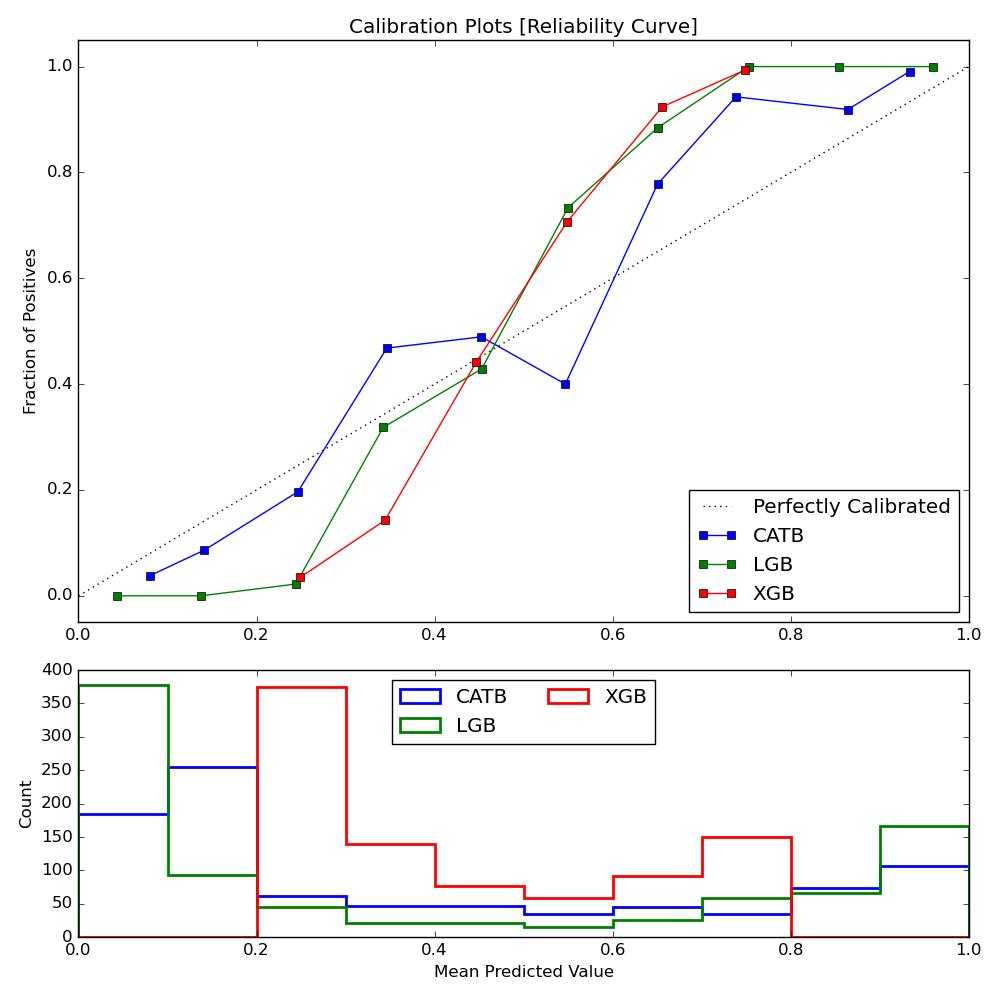 Calibration Plots [Reliability Curve]
1.0
0.8
0.6
0.4
0.2
0.0
Fraction of Positives
Perfectly Calibrated
CATB
LGB
XGB
0.0 0.2 0.4 0.6 0.8 1.0
400
350
300
250
200
150
100
50
0
Count
CATB XGB
LGB
0.0 0.2 0.4 0.6 0.8 1.0
Mean Predicted Value